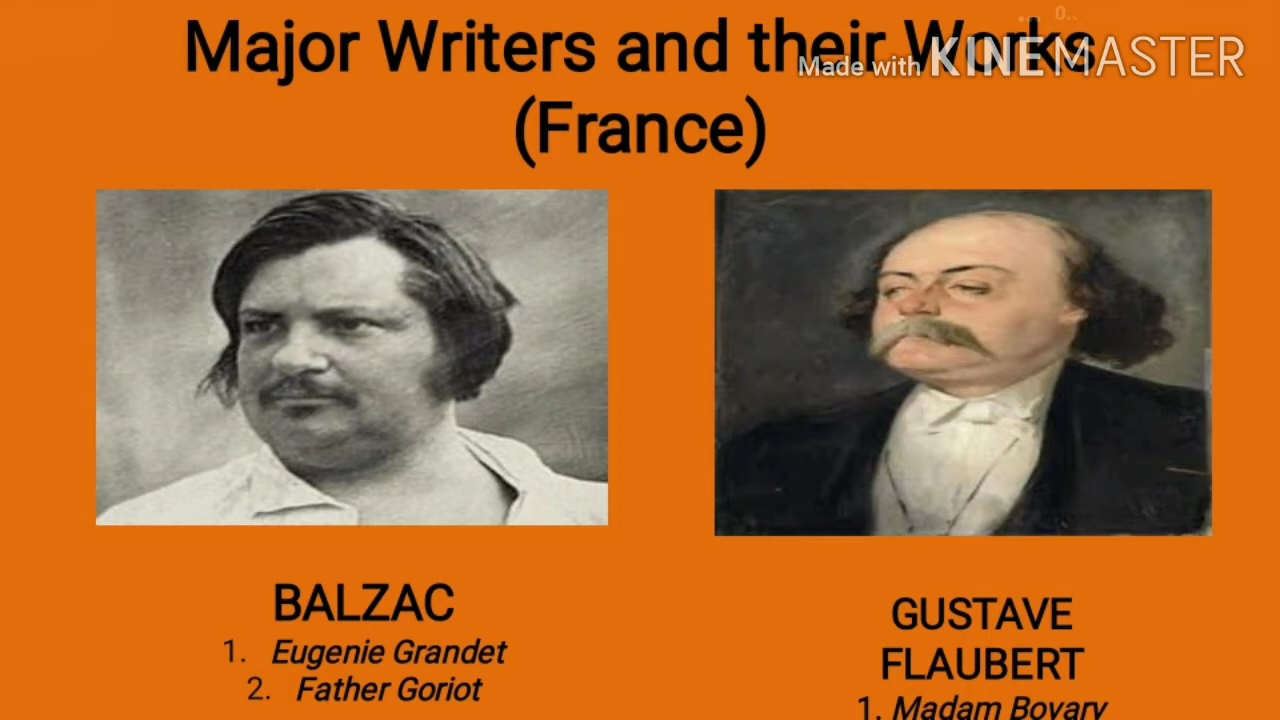 Major Writers and their Works
Made with KINEMASTER
(France)
BALZAC
1. Eugenie Grandet
2. Father Goriot
GUSTAVE
FLAUBERT
1. Madam Bovary